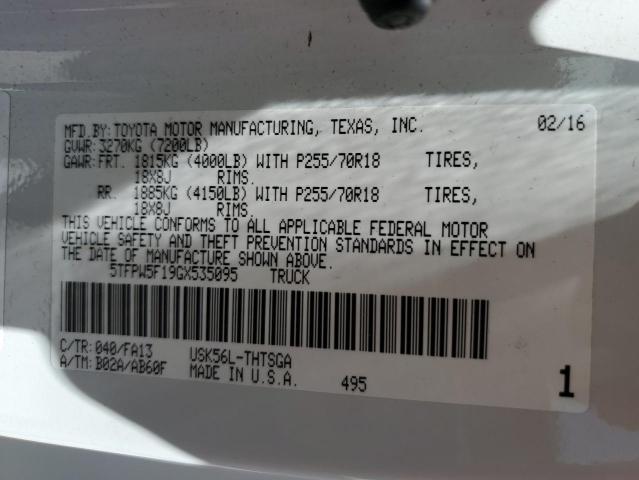 MFD.BY: TOYOTA MOTOR MANUFACTURING, TEXAS, INC. 02/16
GVWR: 3270KG (7200LB)
GAWR: FRT. 1815KG (4000LB) WITH P255/70R18 TIRES,
18X8J RIMS.
RR. 1885KG (4150LB) WITH P255/70R18 TIRES,
18X8J RIMS.
THIS VEHICLE CONFORMS TO ALL APPLICABLE FEDERAL MOTOR
VEHICLE SAFETY AND THEFT PREVENTION STANDARDS IN EFFECT ON
THE DATE OF MANUFACTURE SHOWN ABOVE.
5TFPW5F19GX535095 TRUCK
C/TR: 040/FA13 USK56L-THTSGA
A/TM: B02A/AB60F MADE IN U.S.A. 495 1